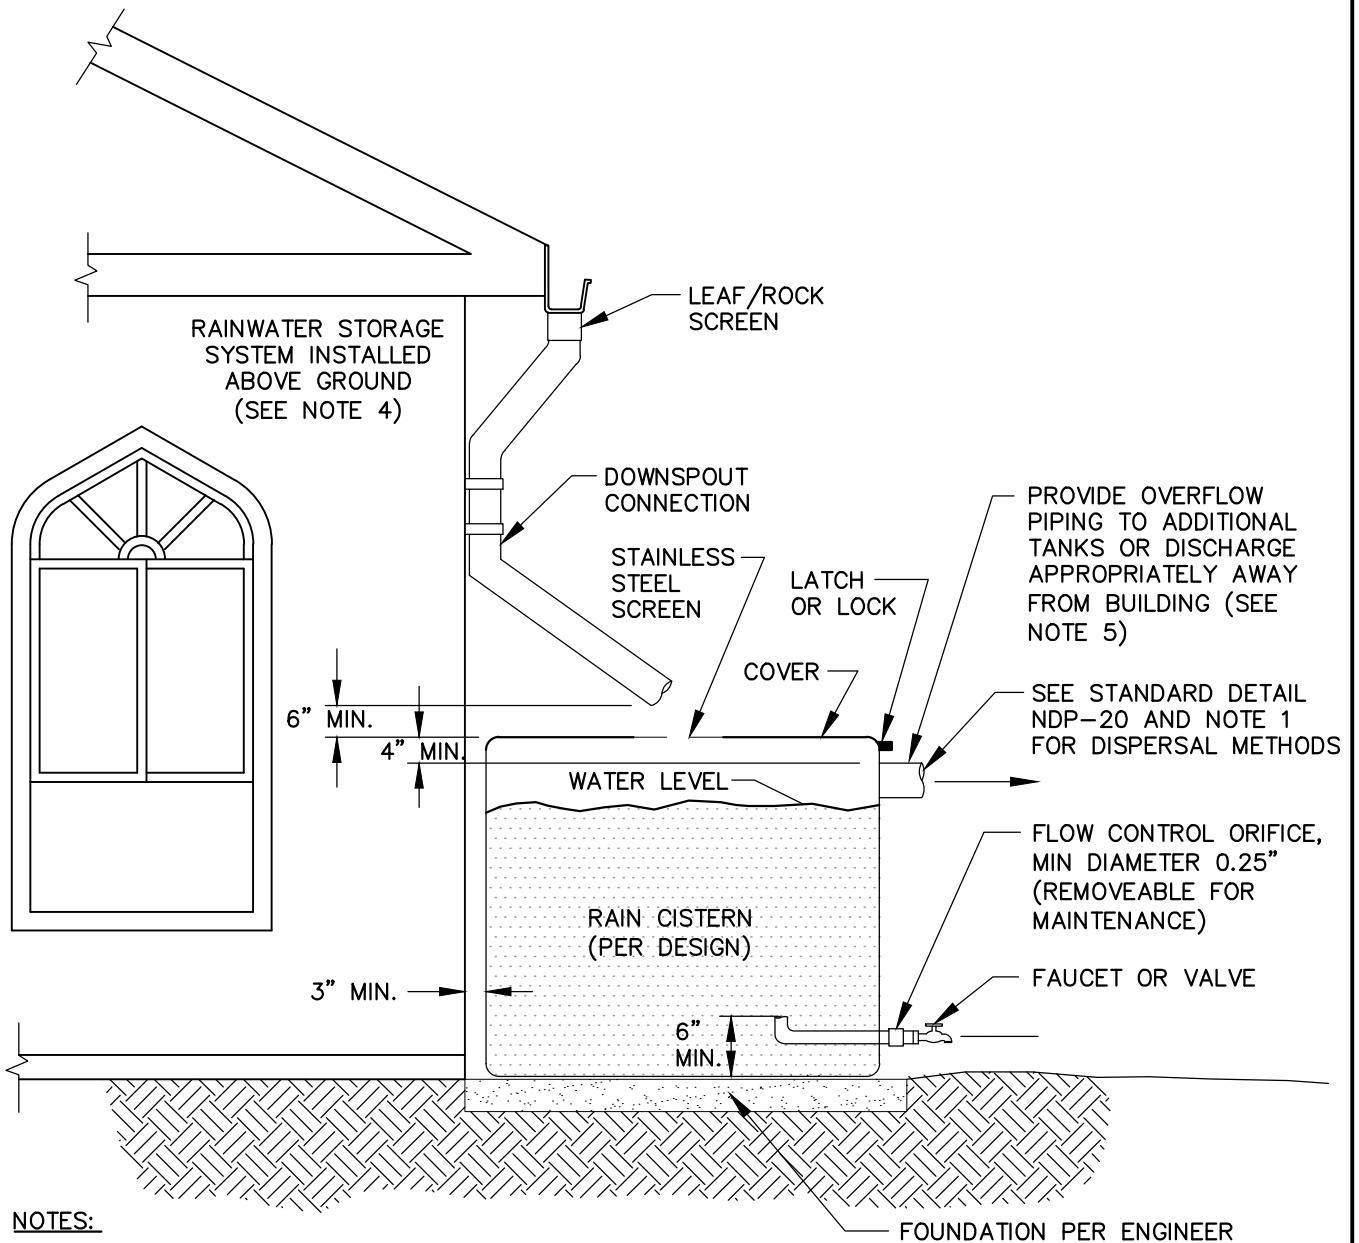 LEAF/ROCK
SCREEN
RAINWATER STORAGE
SYSTEM INSTALLED
ABOVE GROUND
(SEE NOTE 4)
DOWNSPOUT
CONNECTION
PROVIDE OVERFLOW
PIPING TO ADDITIONAL
TANKS OR DISCHARGE
APPROPRIATELY AWAY
FROM BUILDING (SEE
NOTE 5)
STAINLESS
STEEL
SCREEN
LATCH
OR LOCK
COVER
SEE STANDARD DETAIL
NDP-20 AND NOTE 1
FOR DISPERSAL METHODS
6" MIN.
4" MIN.
WATER LEVEL
FLOW CONTROL ORIFICE,
MIN DIAMETER 0.25"
(REMOVEABLE FOR
MAINTENANCE)
RAIN CISTERN
(PER DESIGN)
FAUCET OR VALVE
3" MIN.
6"
MIN.
NOTES:
FOUNDATION PER ENGINEER